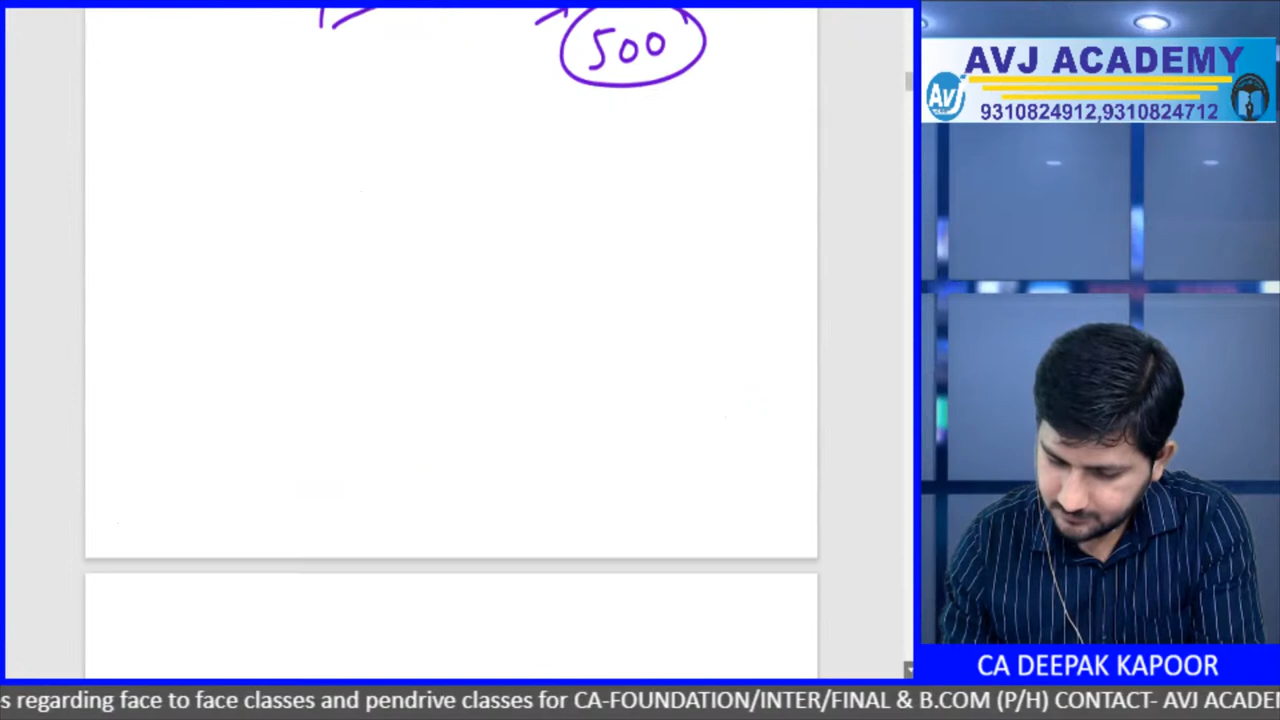 500
AVJ ACADEMY
AV
9310824912,9310824712
CA DEEPAK KAPOOR
s regarding face to face classes and pendrive classes for CA-FOUNDATION/INTER/FINAL & B.COM (P/H) CONTACT- AVJ ACADE